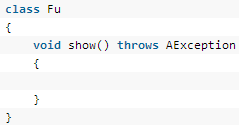 class Fu
{
    void show() throws AException
    {

    }
}